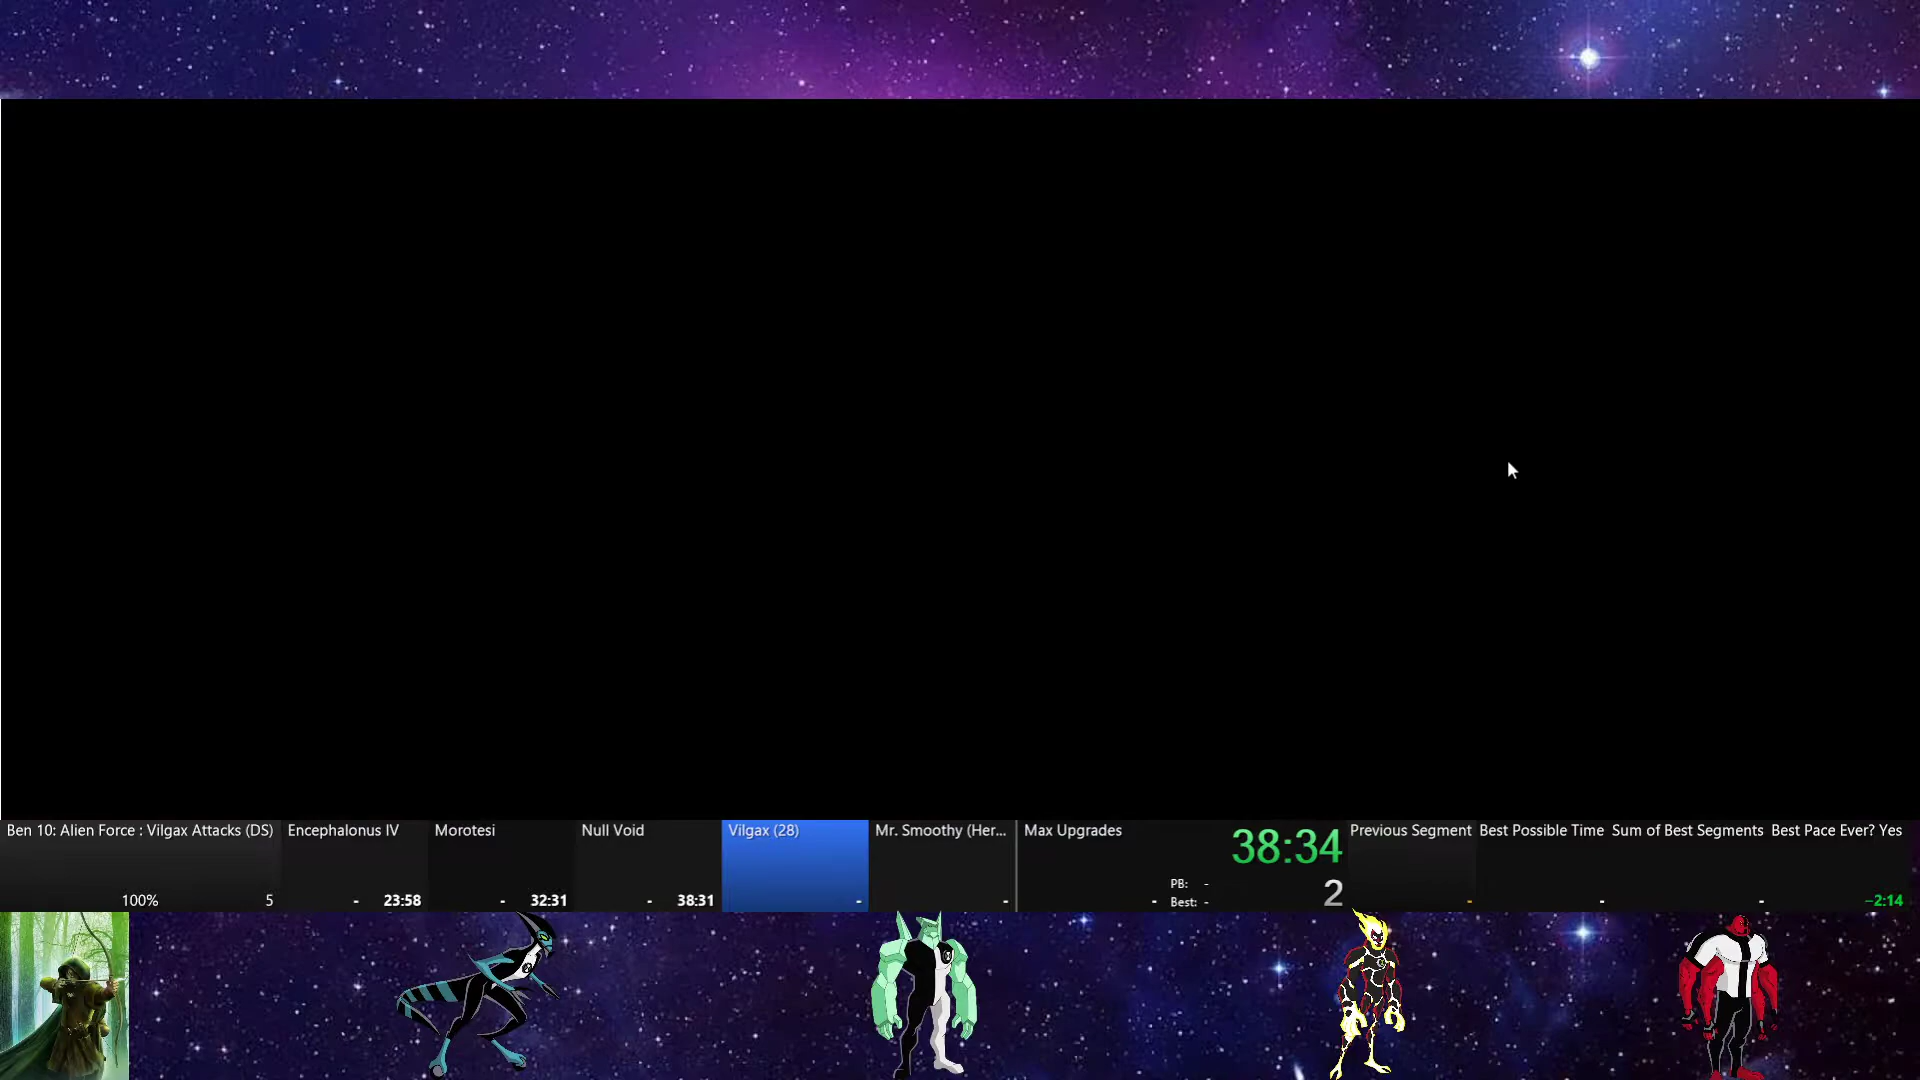 Ben 10: Alien Force : Vilgax Attacks (DS)
100% 5
Encephalonus IV
- 23:58
Morotesi
- 32:31
Null Void
- 38:31
Vilgax (28)
-
Mr. Smoothy (Her...
-
Max Upgrades
-
38:34
PB: -
Best: -
2
Previous Segment
-
Best Possible Time
-
Sum of Best Segments
-
Best Pace Ever? Yes
−2:14